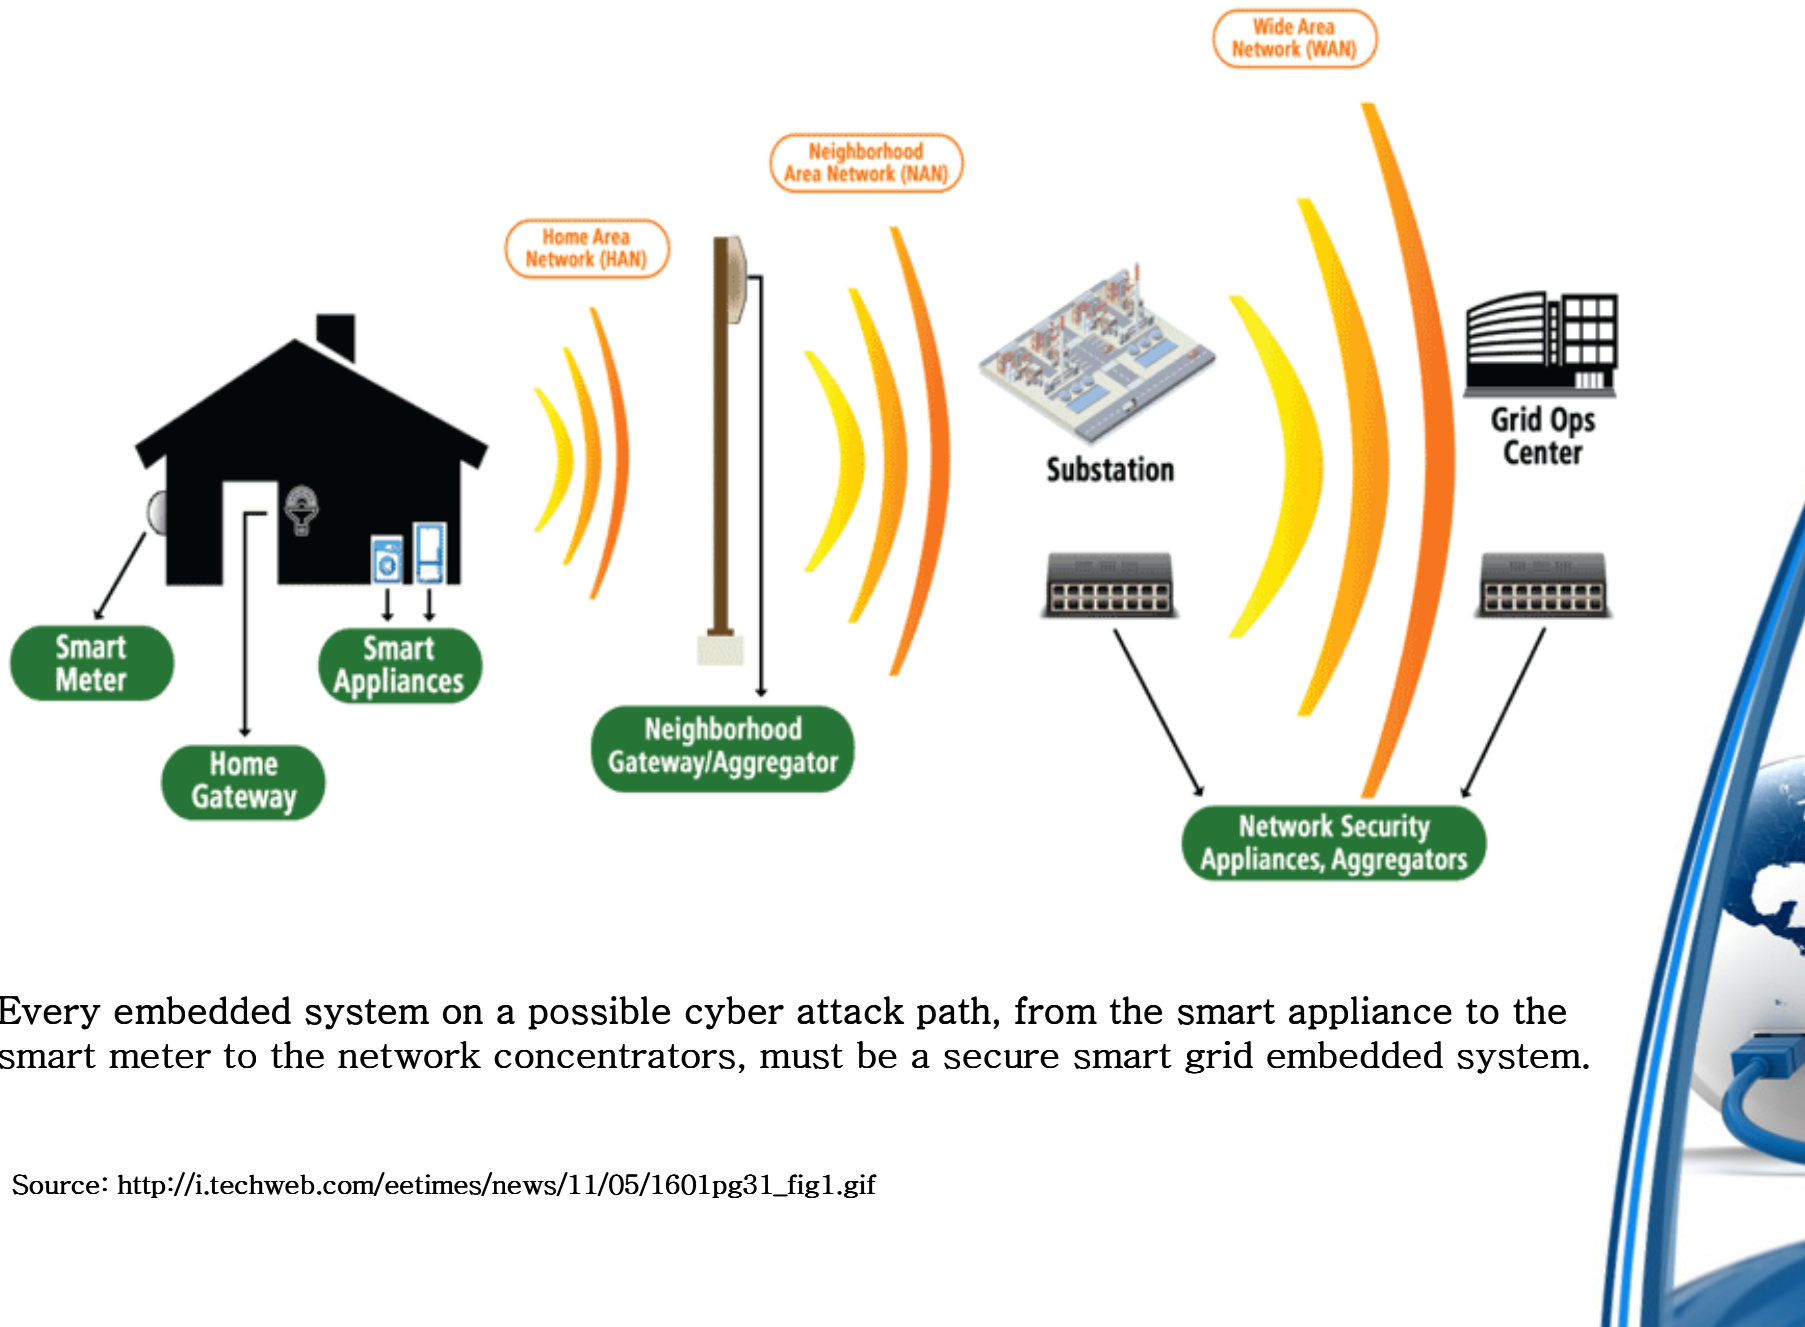 Wide Area
Network (WAN)
Neighborhood
Area Network (NAN)
Home Area
Network (HAN)
Grid Ops
Center
Substation
Smart
Meter
Smart
Appliances
Home
Gateway
Neighborhood
Gateway/Aggregator
Network Security
Appliances, Aggregators
Every embedded system on a possible cyber attack path, from the smart appliance to the
smart meter to the network concentrators, must be a secure smart grid embedded system.
Source: http://i.techweb.com/eetimes/news/11/05/1601pg31_fig1.gif